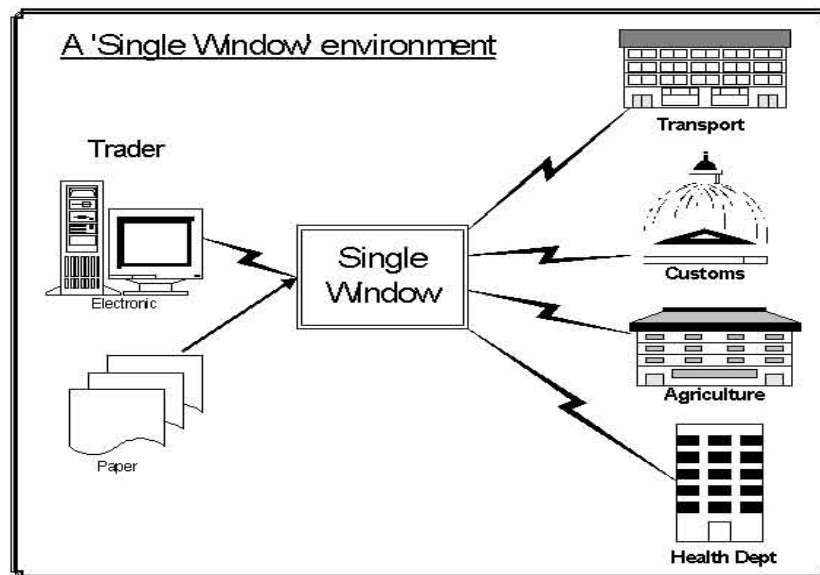 A 'Single Window' environment
Trader
Electronic
Paper
Single
Window
Transport
Customs
Agriculture
Health Dept